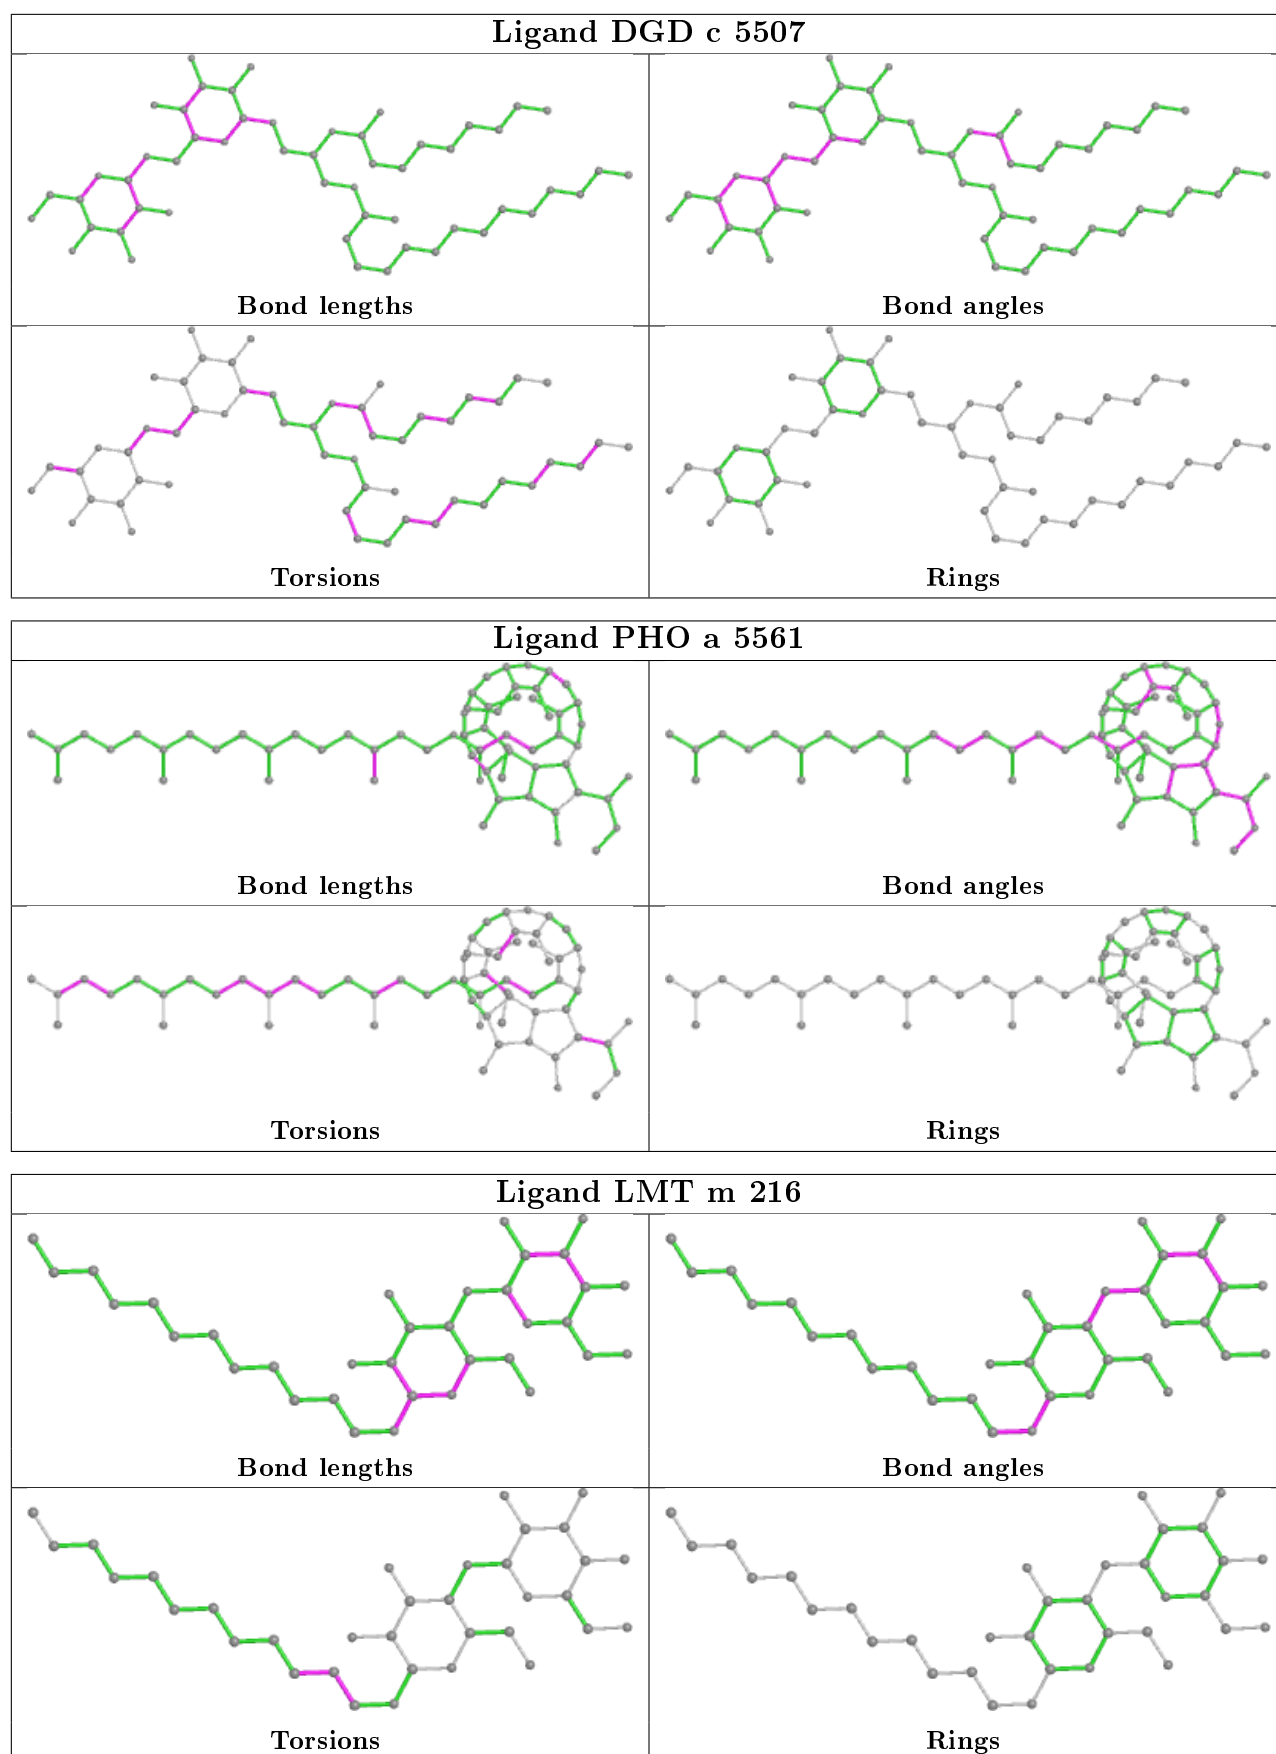 Ligand DGD c 5507
Bond lengths
Bond angles
Torsions
Rings
Ligand PHO a 5561
Bond lengths
Bond angles
Torsions
Rings
Ligand LMT m 216
Bond lengths
Bond angles
Torsions
Rings